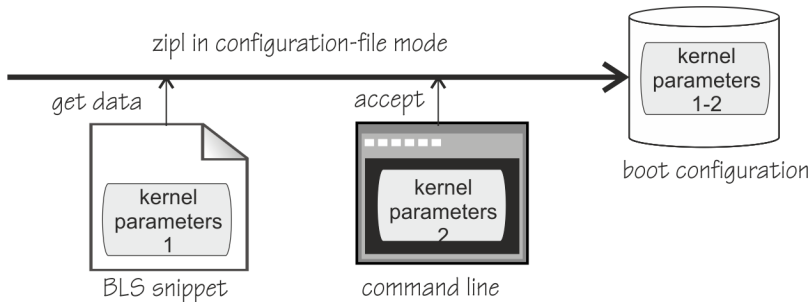 zipl in configuration-file mode
kernel
parameters
1-2
get data
accept
boot configuration
kernel
parameters
1
kernel
parameters
2
BLS snippet
command line